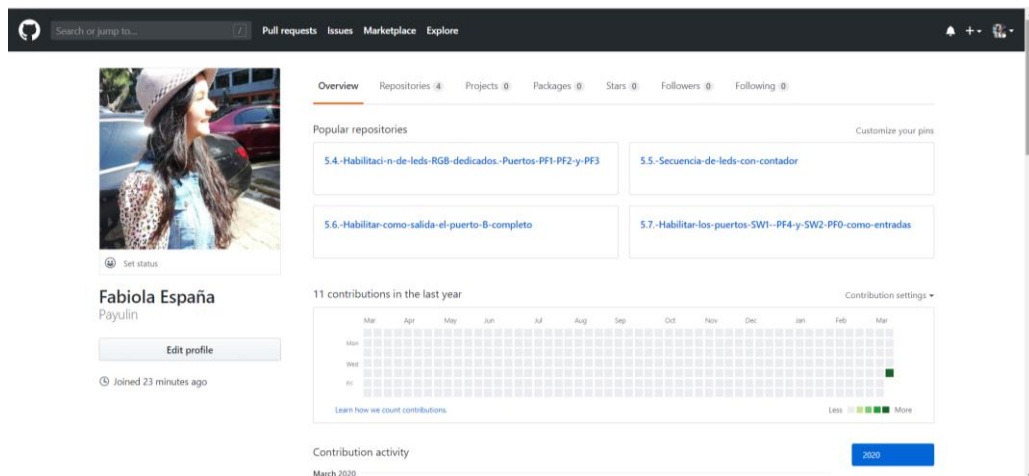 Search or jump to... /
Pull requests Issues Marketplace Explore
Overview Repositories 4 Projects 0 Packages 0 Stars 0 Followers 0 Following 0
Popular repositories
Customize your pins
5.4.-Habilitaci-n-de-leds-RGB-dedicados.-Puertos-PF1-PF2-y-PF3
5.5.-Secuencia-de-leds-con-contador
5.6.-Habilitar-como-salida-el-puerto-B-completo
5.7.-Habilitar-los-puertos-SW1--PF4-y-SW2-PF0-como-entradas
Set status
Fabiola España
Payulin
Edit profile
Joined 23 minutes ago
11 contributions in the last year
Contribution settings
Mar Apr May Jun Jul Aug Sep Oct Nov Dec Jan Feb Mar
Mon
Wed
Fri
Learn how we count contributions.
Less More
Contribution activity
2020
March 2020